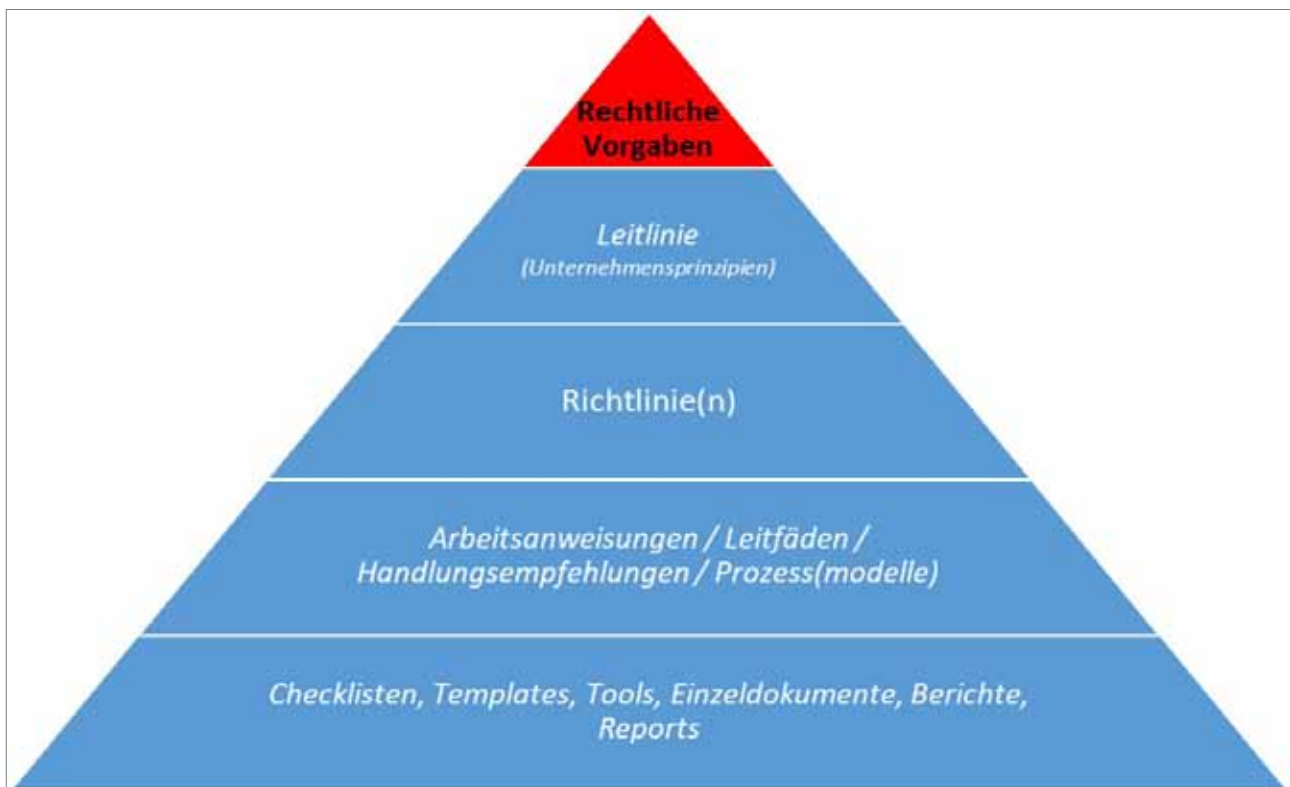 Rechtliche
Vorgaben
Leitlinie
(Unternehmensprinzipien)
Richtlinie(n)
Arbeitsanweisungen / Leitfäden /
Handlungsempfehlungen / Prozess(modelle)
Checklisten, Templates, Tools, Einzeldokumente, Berichte,
Reports